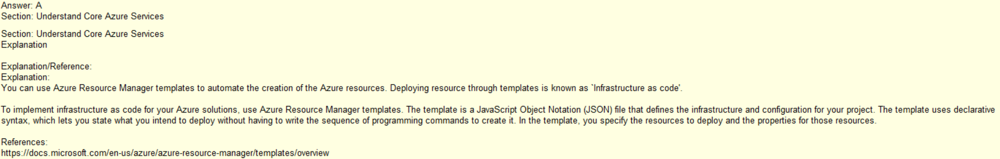 Answer: A
Section: Understand Core Azure Services
Section: Understand Core Azure Services
Explanation
Explanation/Reference:
Explanation:
You can use Azure Resource Manager templates to automate the creation of the Azure resources. Deploying resource through templates is known as `Infrastructure as code'.
To implement infrastructure as code for your Azure solutions, use Azure Resource Manager templates. The template is a JavaScript Object Notation (JSON) file that defines the infrastructure and configuration for your project. The template uses declarative
syntax, which lets you state what you intend to deploy without having to write the sequence of programming commands to create it. In the template, you specify the resources to deploy and the properties for those resources.
References:
https://docs.microsoft.com/en-us/azure/azure-resource-manager/templates/overview